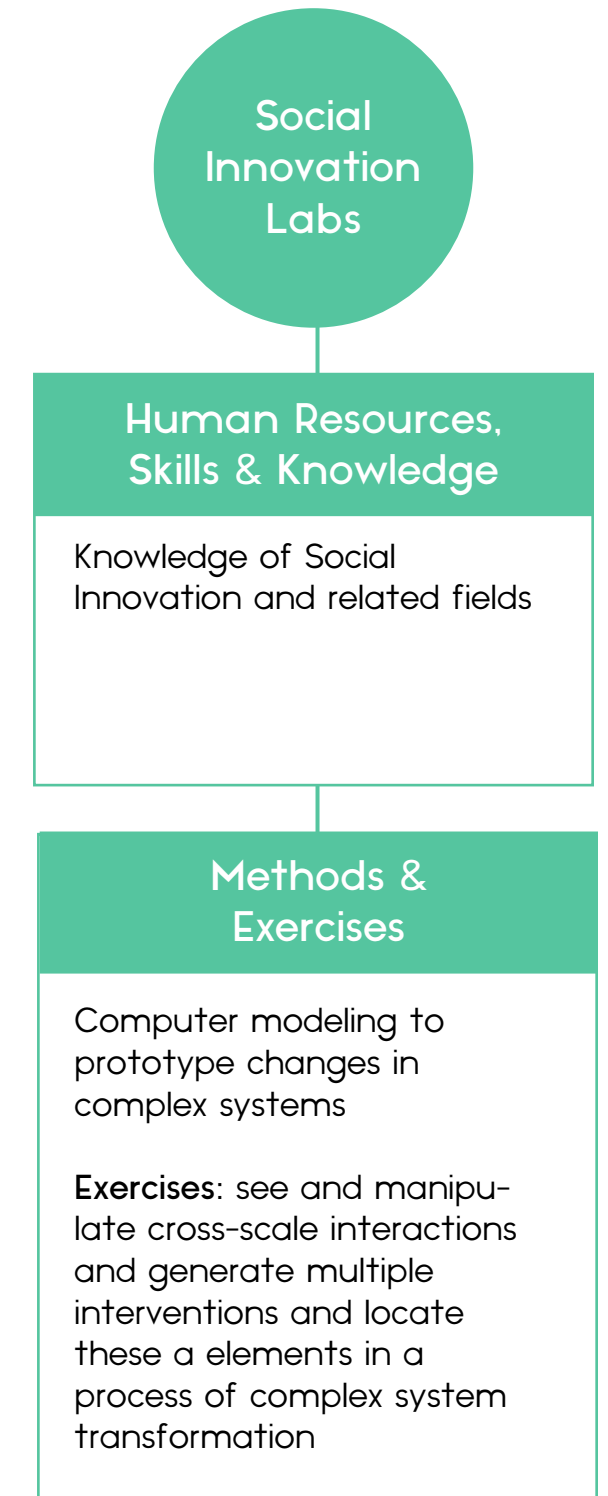 Social
Innovation
Labs
Human Resources,
Skills & Knowledge
Knowledge of Social
Innovation and related fields
Methods &
Exercises
Computer modeling to
prototype changes in
complex systems
Exercises: see and manipu-
late cross-scale interactions
and generate multiple
interventions and locate
these a elements in a
process of complex system
transformation